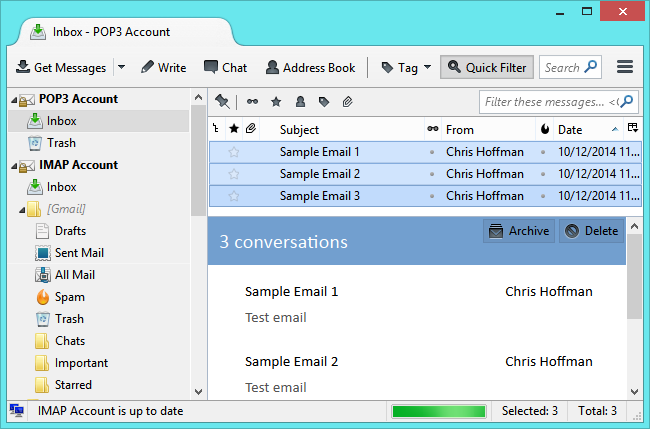 Inbox - POP3 Account
Get Messages Write Chat Address Book Tag Quick Filter Search
POP3 Account
Inbox
Trash
IMAP Account
Inbox
[Gmail]
Drafts
Sent Mail
All Mail
Spam
Trash
Chats
Important
Starred
Filter these messages... <
Subject From Date
Sample Email 1 Chris Hoffman 10/12/2014 11...
Sample Email 2 Chris Hoffman 10/12/2014 11...
Sample Email 3 Chris Hoffman 10/12/2014 11...
3 conversations Archive Delete
Sample Email 1 Chris Hoffman
Test email
Sample Email 2 Chris Hoffman
Test email
IMAP Account is up to date Selected: 3 Total: 3